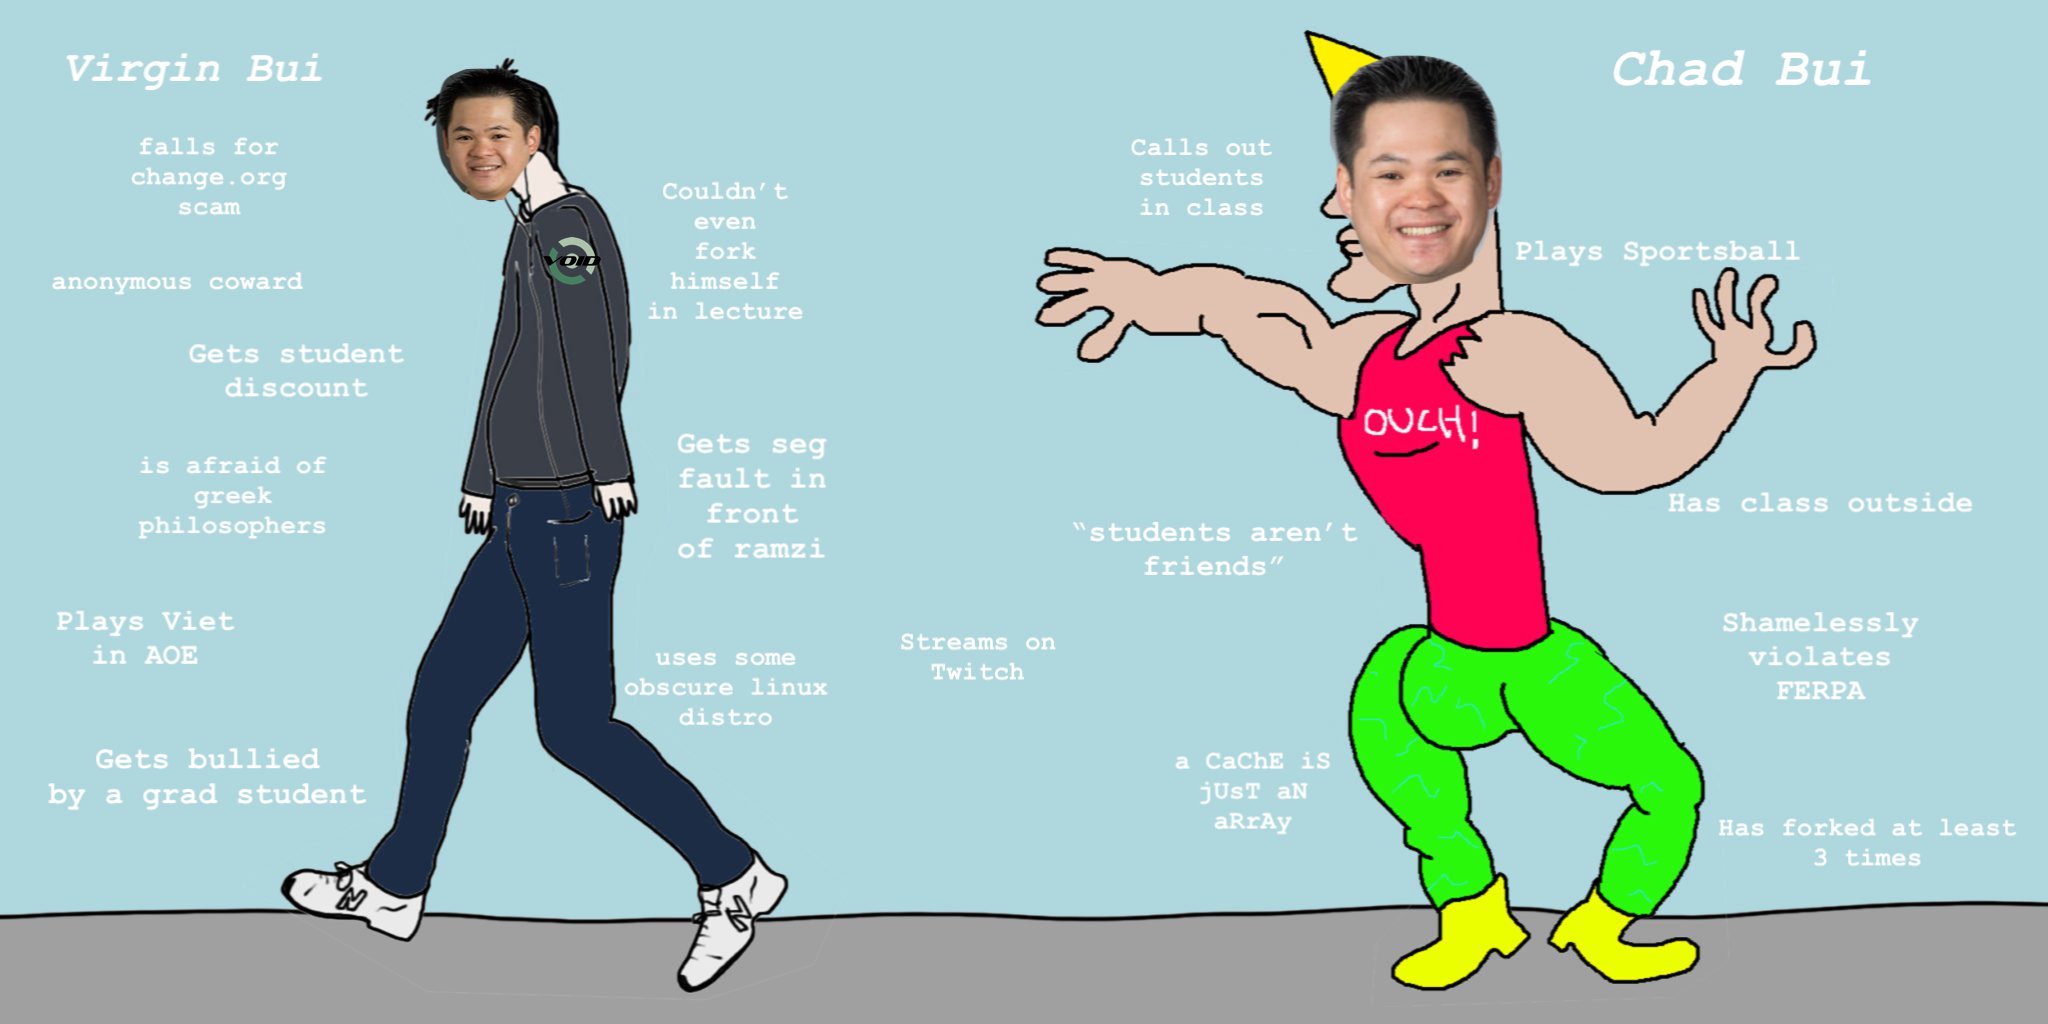 Virgin Bui
falls for
change.org
scam
anonymous coward
Gets student
discount
is afraid of
greek
philosophers
Plays Viet
in AOE
Gets bullied
by a grad student
VOID
Couldn't
even
fork
himself
in lecture
Gets seg
fault in
front
of ramzi
uses some
obscure linux
distro
N
N
Chad Bui
Calls out
students
in class
Plays Sportsball
OUCH!
Has class outside
“students aren't
friends”
Streams on
Twitch
Shamelessly
violates
FERPA
a CaChE iS
jUsT aN
aRrAy
Has forked at least
3 times